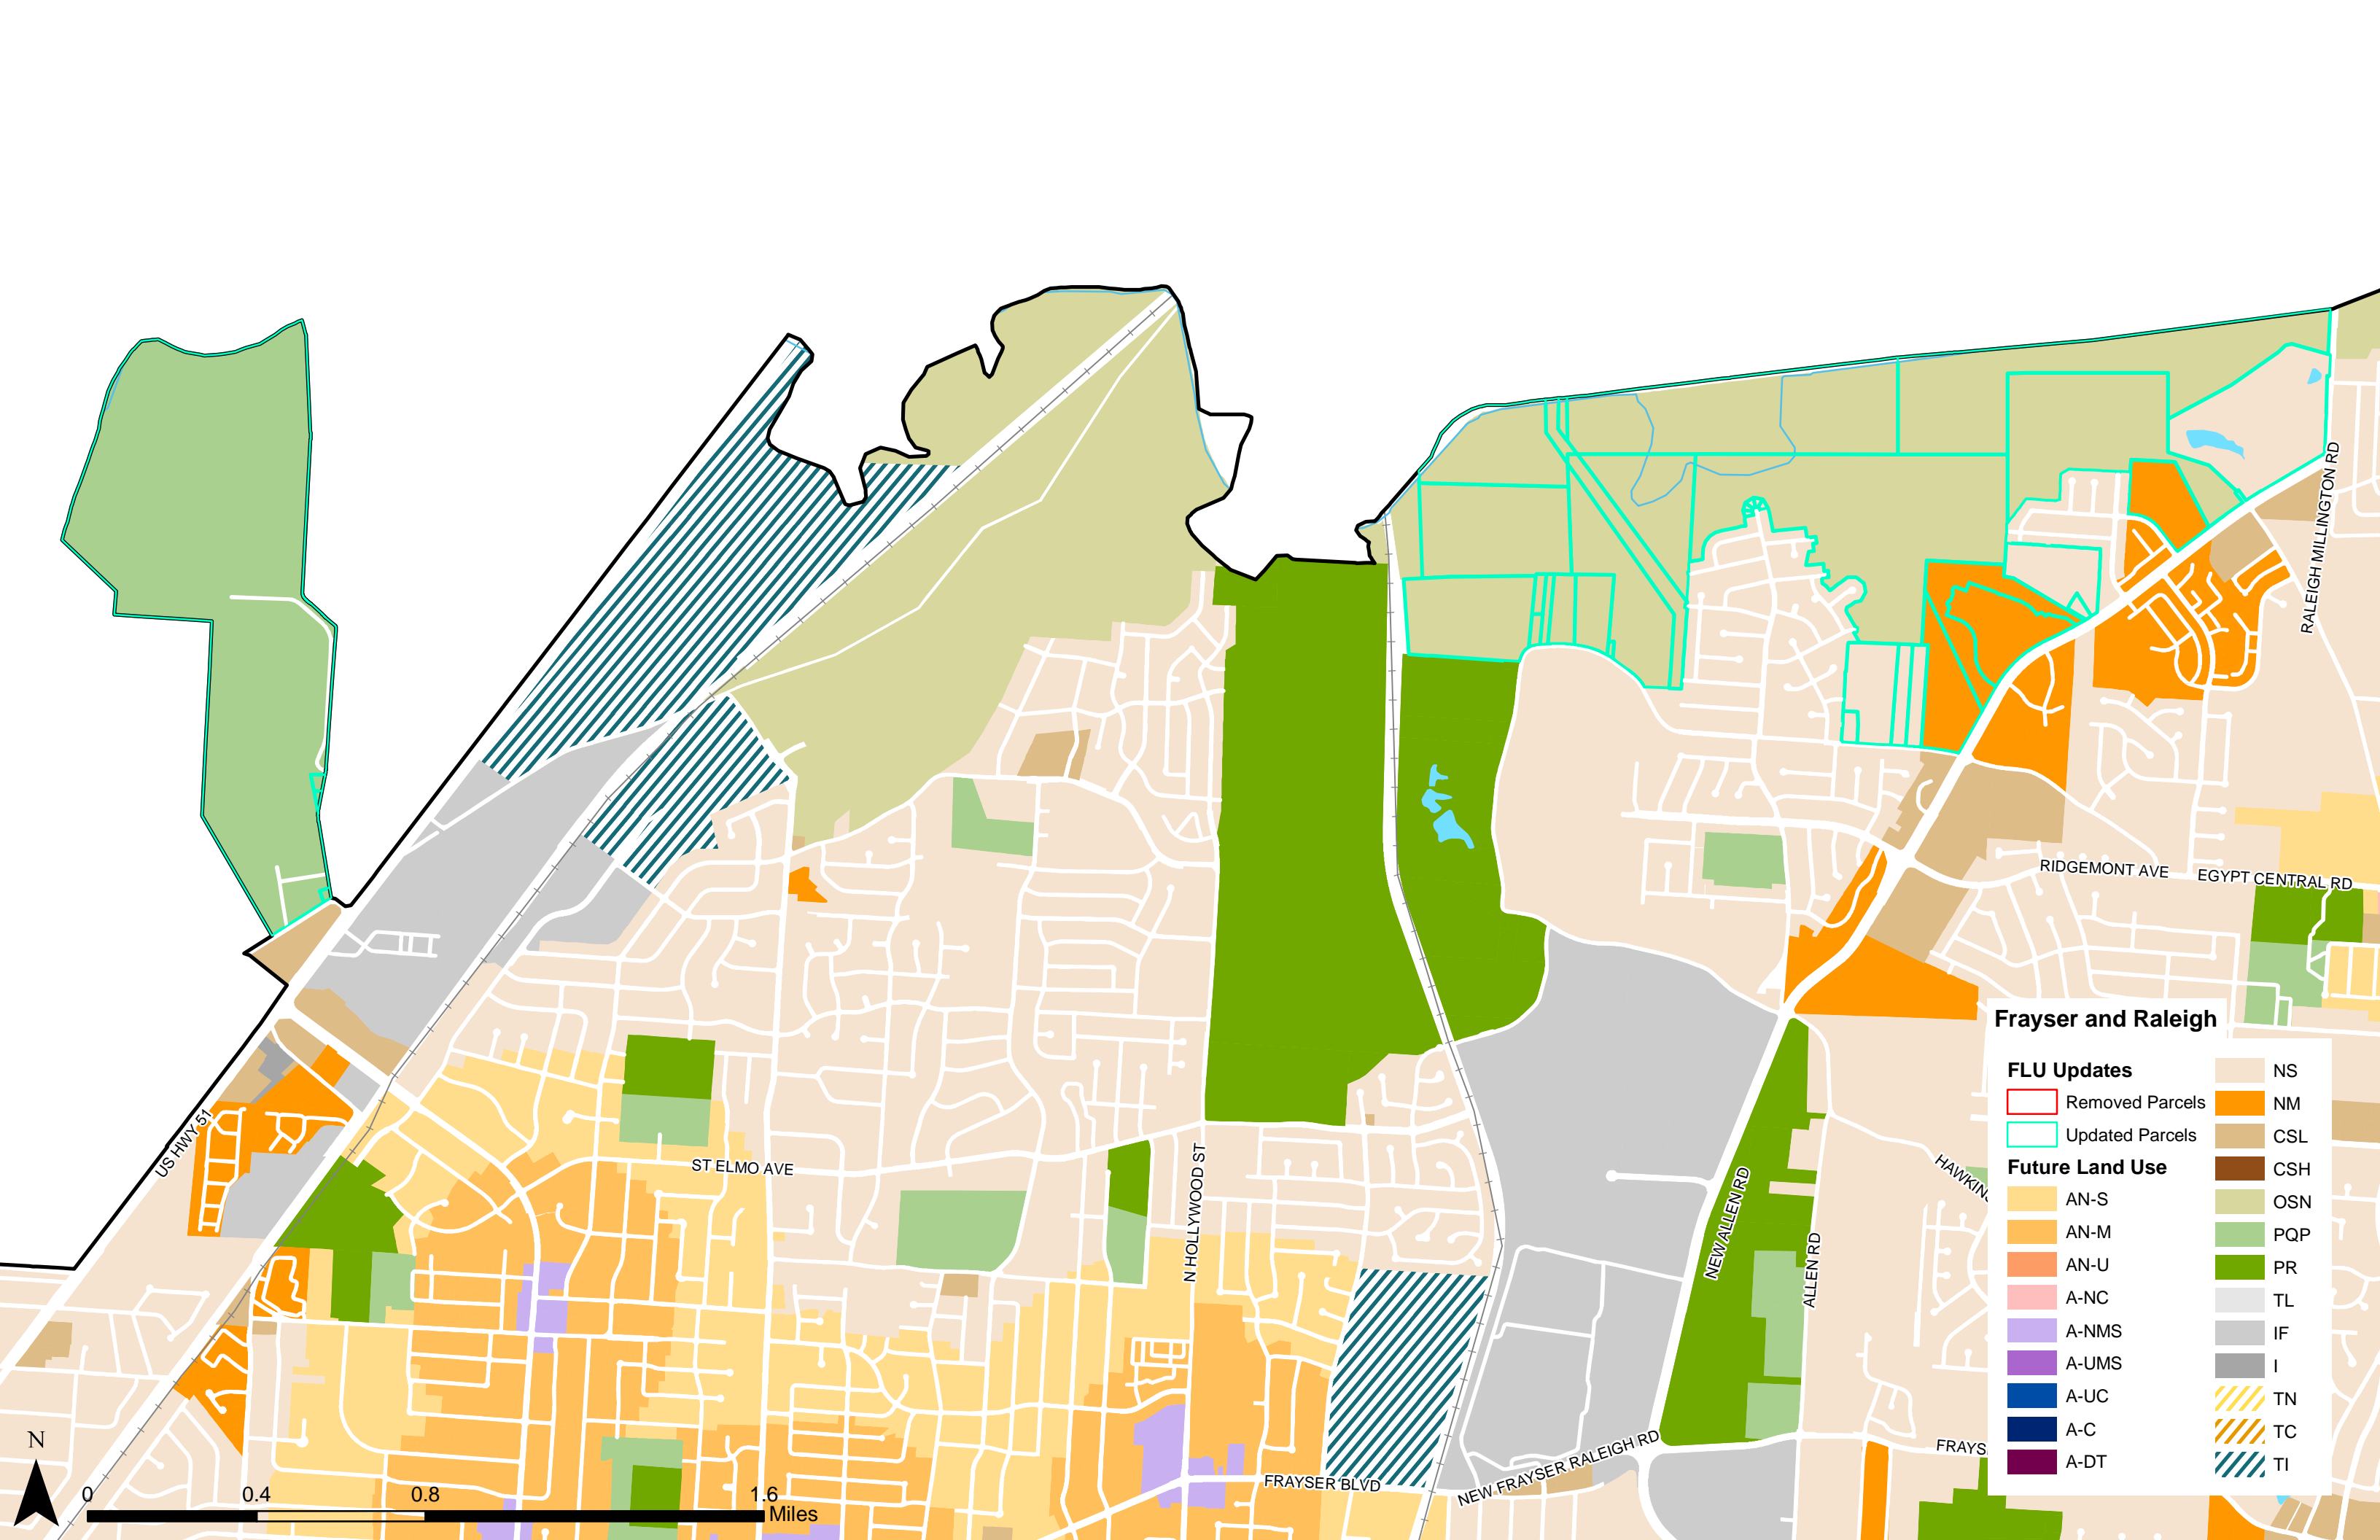 RALEIGH MILLINGTON RD
RIDGEMONT AVE
EGYPT CENTRAL RD
US HWY 51
ST ELMO AVE
N HOLLYWOOD ST
NEW ALLEN RD
ALLEN RD
FRAYSER BLVD
NEW FRAYSER RALEIGH RD
HAWKIN
FRAYS
Frayser and Raleigh
FLU Updates
Removed Parcels
Updated Parcels
Future Land Use
AN-S
AN-M
AN-U
A-NC
A-NMS
A-UMS
A-UC
A-C
A-DT
NS
NM
CSL
CSH
OSN
PQP
PR
TL
IF
I
TN
TC
TI
N
0 0.4 0.8 1.6
Miles